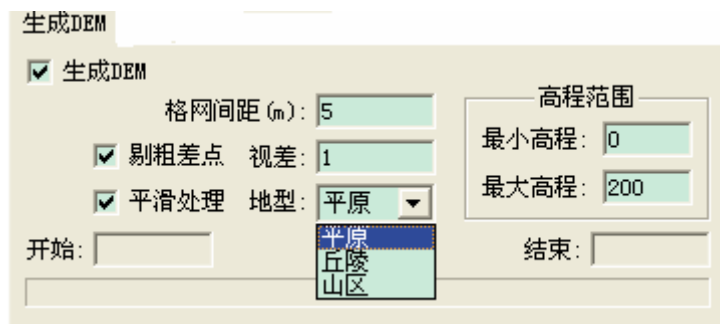 生成DEM
生成DEM
格网间距(m): 5
剔粗差点 视差: 1
平滑处理 地型: 平原
平原
丘陵
山区
高程范围
最小高程: 0
最大高程: 200
开始:
结束: